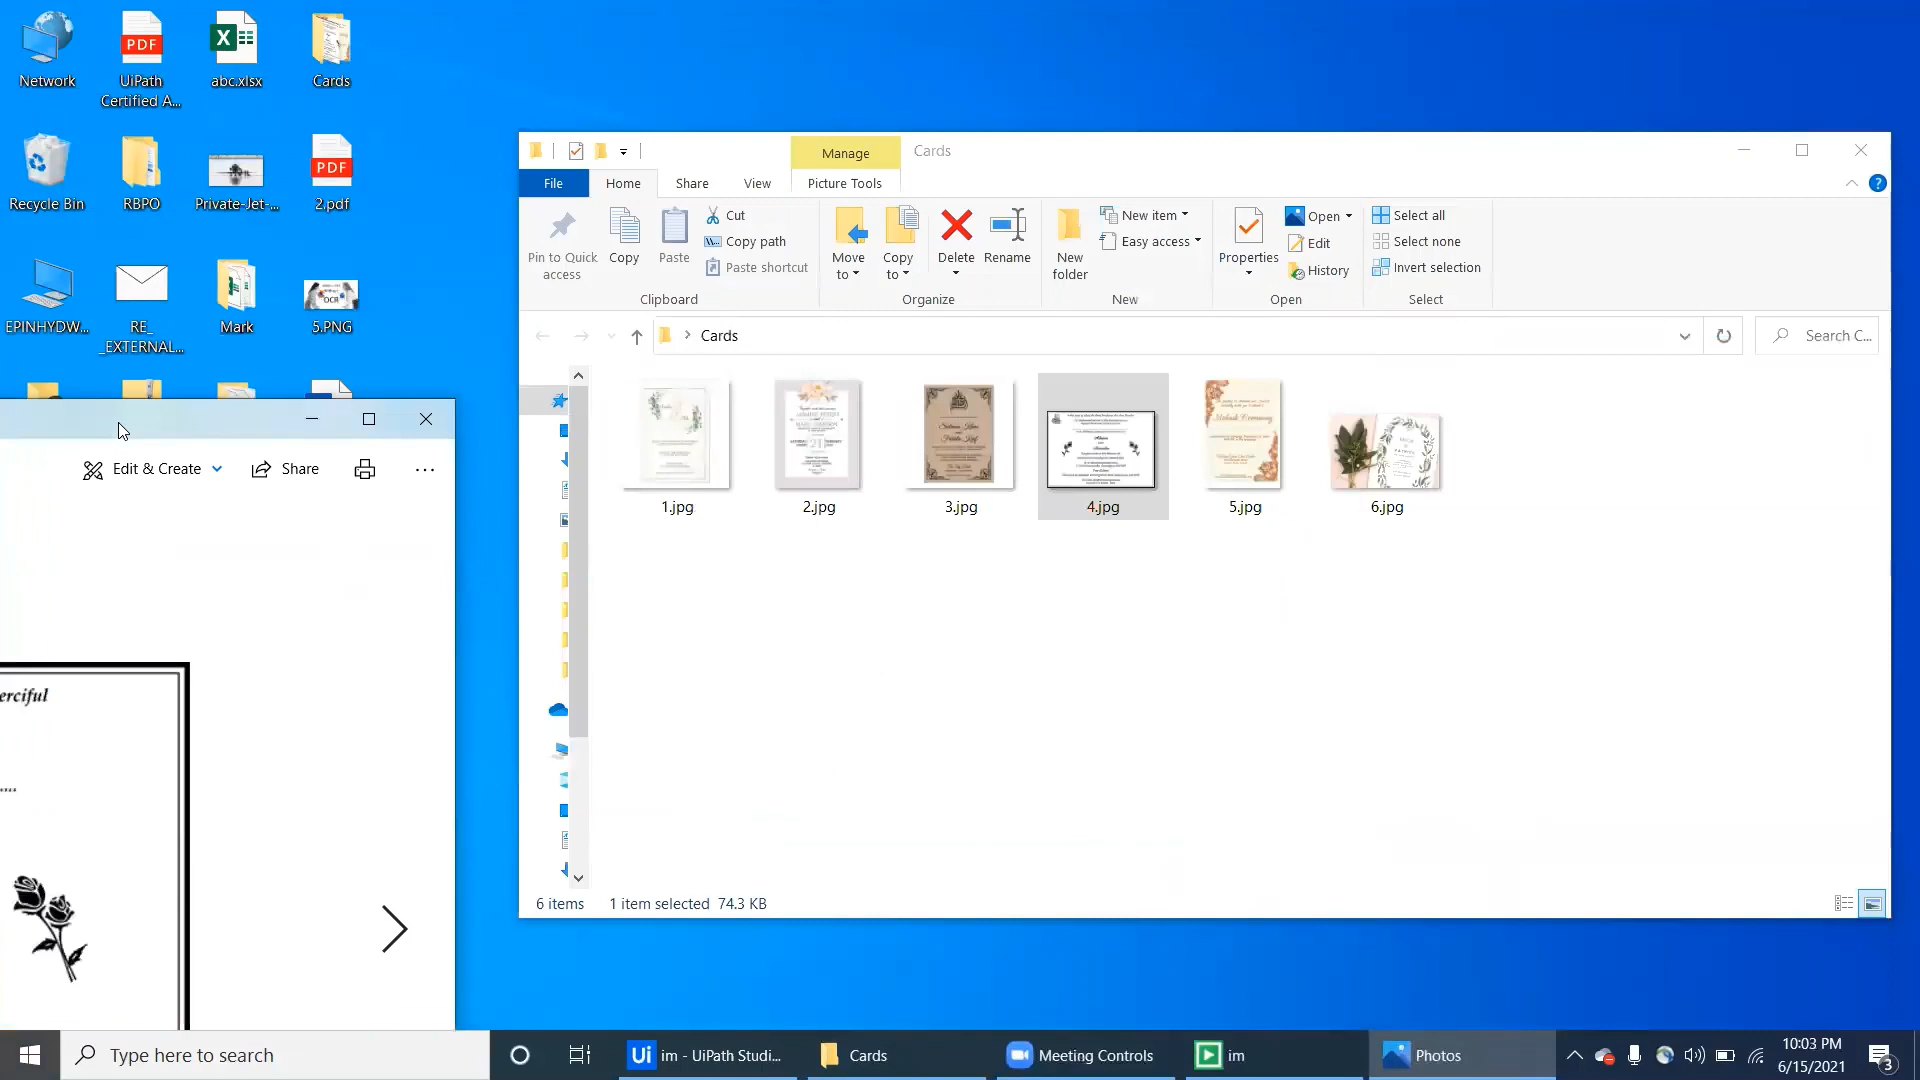 Network
UiPath
Certified A...
abc.xlsx
Cards
Recycle Bin
RBPO
Private-Jet-...
2.pdf
EPINHYDW...
RE_
_EXTERNAL...
Mark
5.PNG
PDF
PDF
OCR
Edit & Create
Share
erciful
Manage
Cards
File
Home
Share
View
Picture Tools
Pin to Quick
access
Copy
Paste
Cut
Copy path
Paste shortcut
Move
to
Copy
to
Delete
Rename
New
folder
New item
Easy access
Properties
Open
Edit
History
Select all
Select none
Invert selection
Clipboard
Organize
New
Open
Select
Cards
Search C...
1.jpg
2.jpg
3.jpg
4.jpg
5.jpg
6.jpg
6 items
1 item selected 74.3 KB
Type here to search
Ui
im - UiPath Studi...
Cards
Meeting Controls
im
Photos
10:03 PM
6/15/2021
3